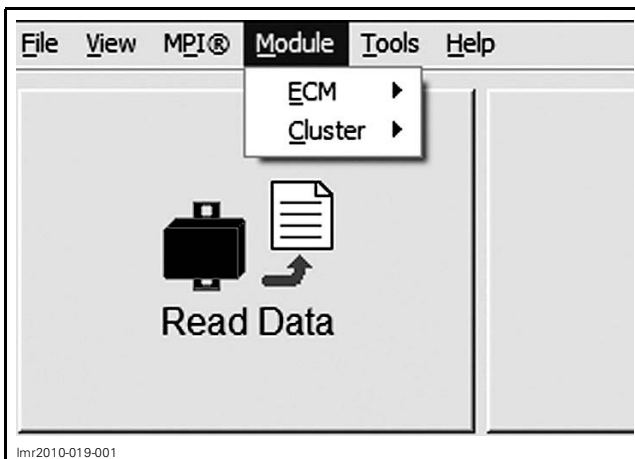 File View MPI® Module Tools Help
ECM
Cluster
Read Data
lmr2010-019-001